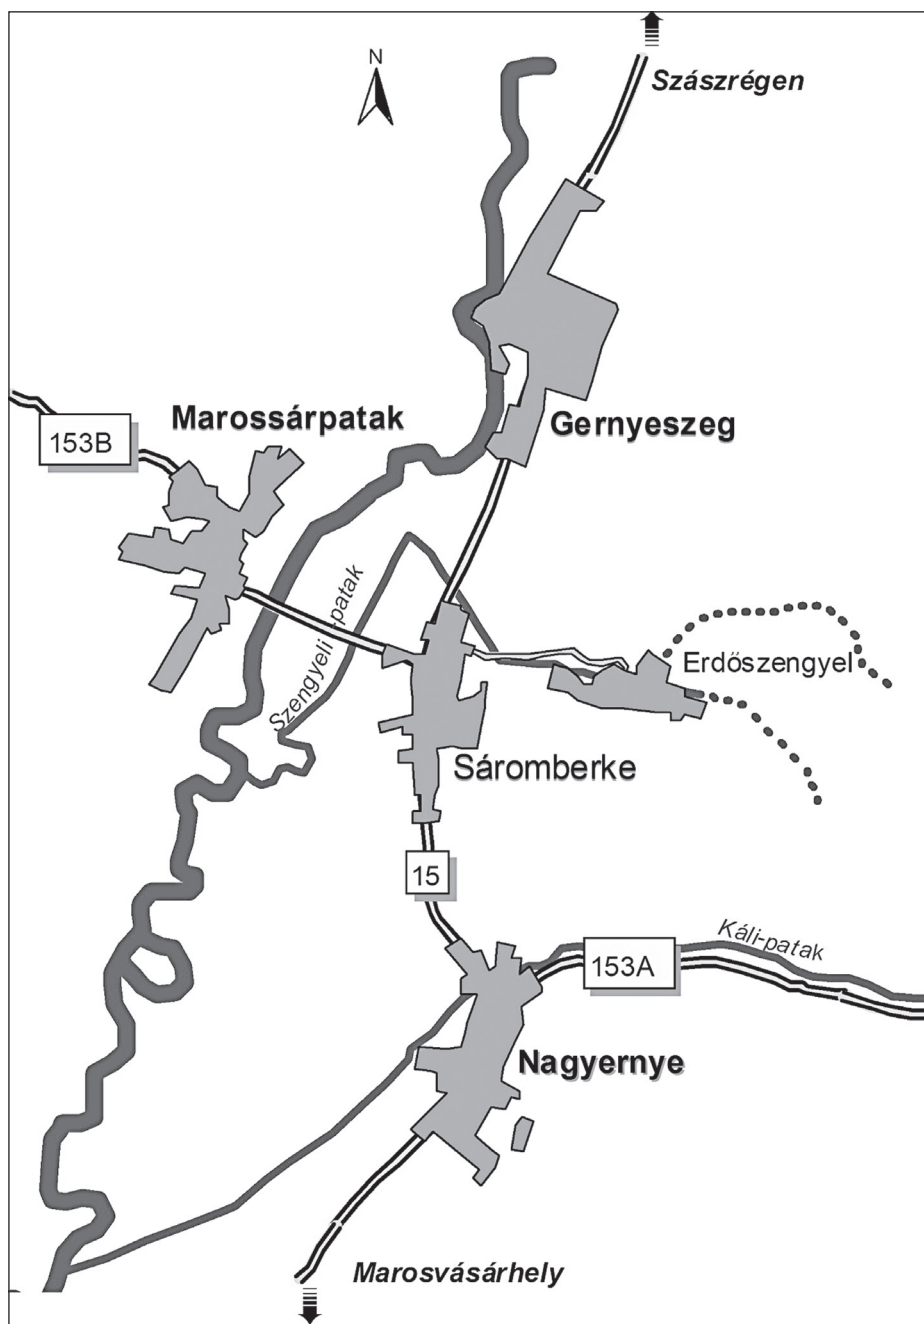 N
Szászrégen
Marossárpatak
153B
Gernyeszeg
Szengyeli-patak
Erdőszengyel
Sáromberke
15
Káli-patak
153A
Nagyernye
Marosvásárhely